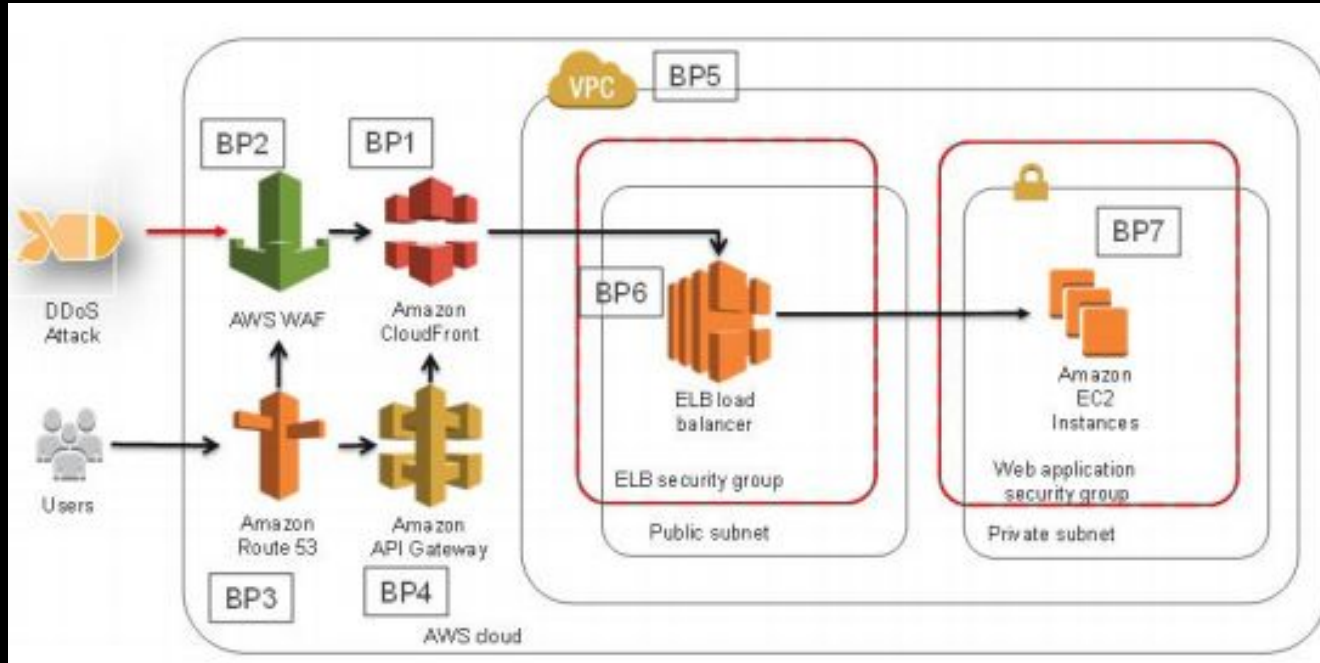 VPC
BP5
BP2
BP1
BP7
BP6
DDoS
Attack
AWS WAF
Amazon
CloudFront
ELB load
balancer
Amazon
EC2
Instances
Users
Amazon
Route 53
Amazon
API Gateway
ELB security group
Web application
security group
Public subnet
Private subnet
BP3
BP4
AWS cloud